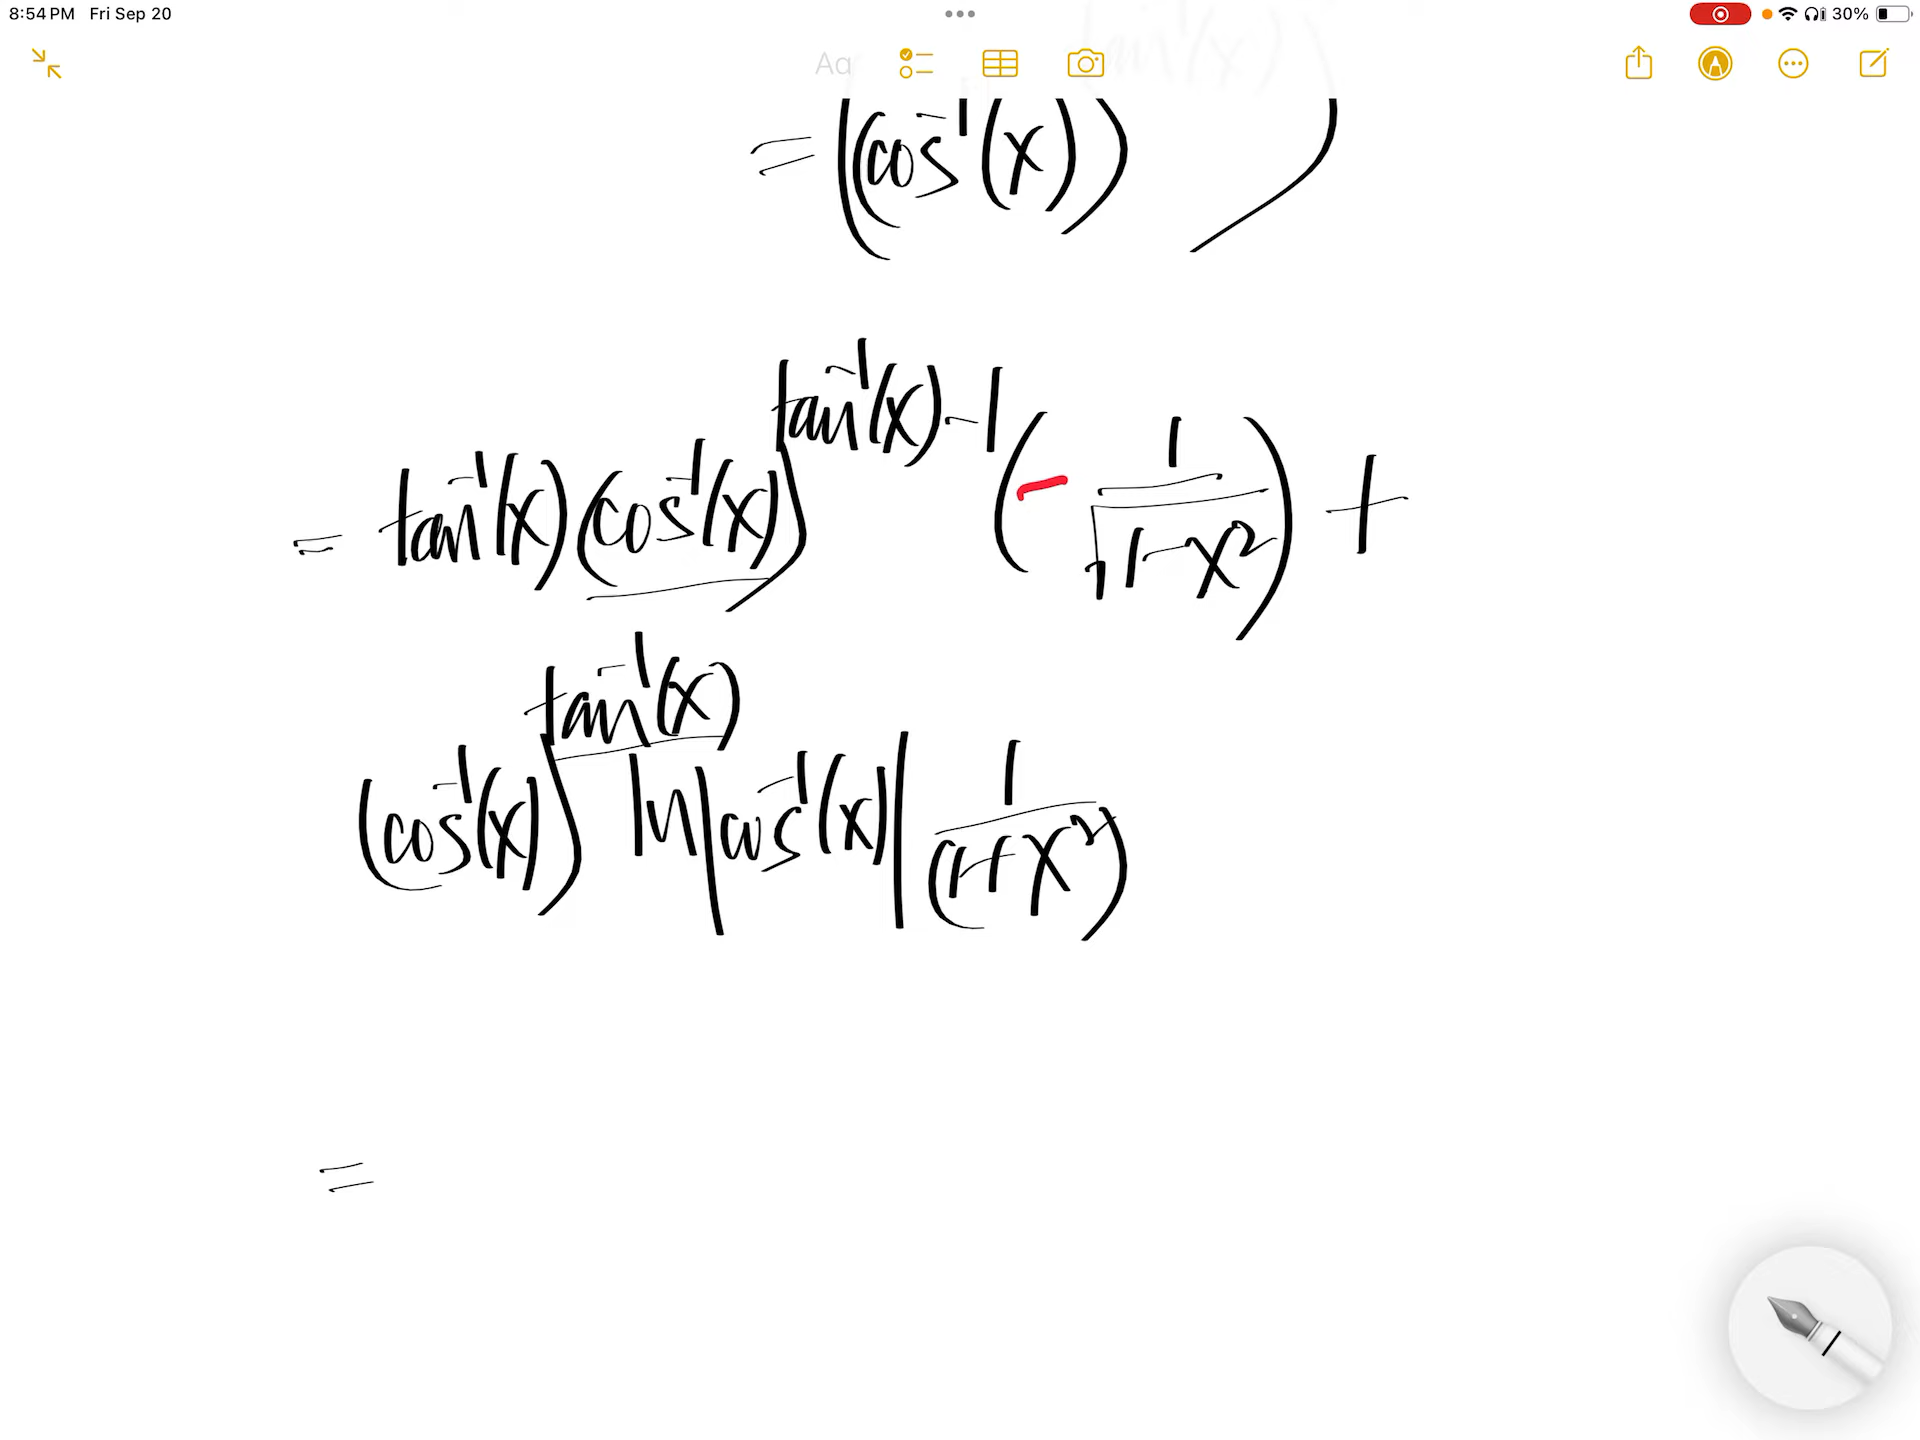 8:54 PM Fri Sep 20
30%
Aa
= ((cos⁻¹(x))
= tan⁻¹(x)(cos⁻¹(x))^(tan⁻¹(x)-1) (- 1/√(1-x²)) +
(cos⁻¹(x))^(tan⁻¹(x)) ln|cos⁻¹(x)| 1/(1+x²)
=